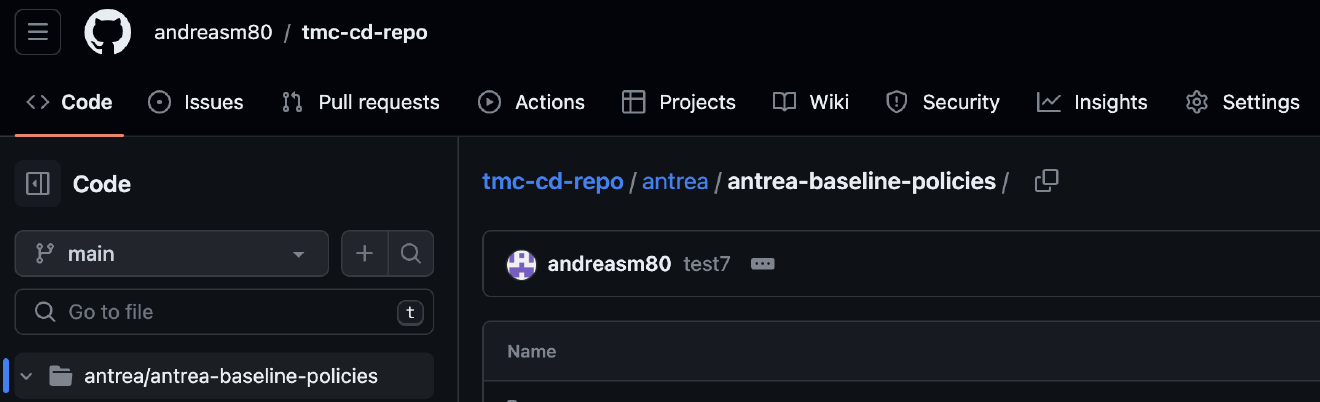 andreasm80 / tmc-cd-repo
Code Issues Pull requests Actions Projects Wiki Security Insights Settings
Code
main
Go to file t
antrea/antrea-baseline-policies
tmc-cd-repo / antrea / antrea-baseline-policies /
andreasm80 test7
Name